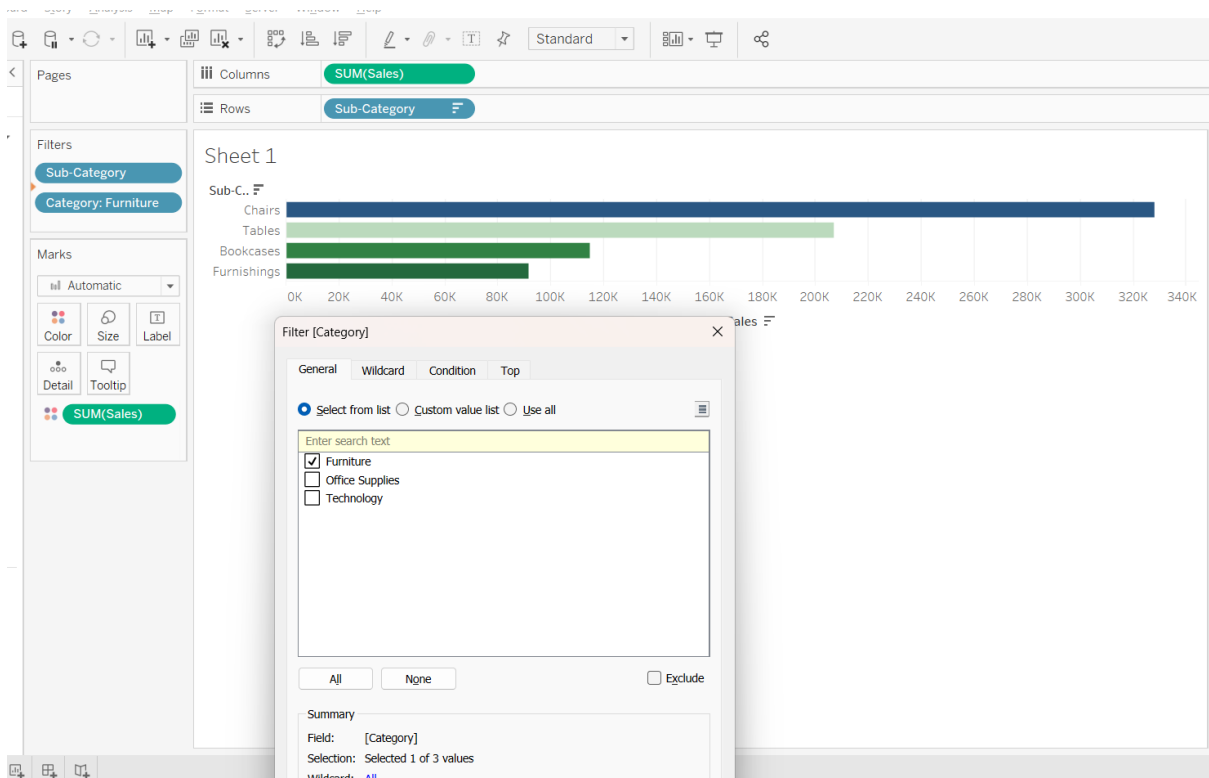 Standard
Pages
Columns
SUM(Sales)
Rows
Sub-Category
Filters
Sub-Category
Category: Furniture
Marks
Automatic
Color
Size
Label
Detail
Tooltip
SUM(Sales)
Sheet 1
Sub-C..
Chairs
Tables
Bookcases
Furnishings
0K 20K 40K 60K 80K 100K 120K 140K 160K 180K 200K 220K 240K 260K 280K 300K 320K 340K
ales
Filter [Category]
General Wildcard Condition Top
Select from list Custom value list Use all
Enter search text
Furniture
Office Supplies
Technology
All None Exclude
Summary
Field: [Category]
Selection: Selected 1 of 3 values
Wildcard: All